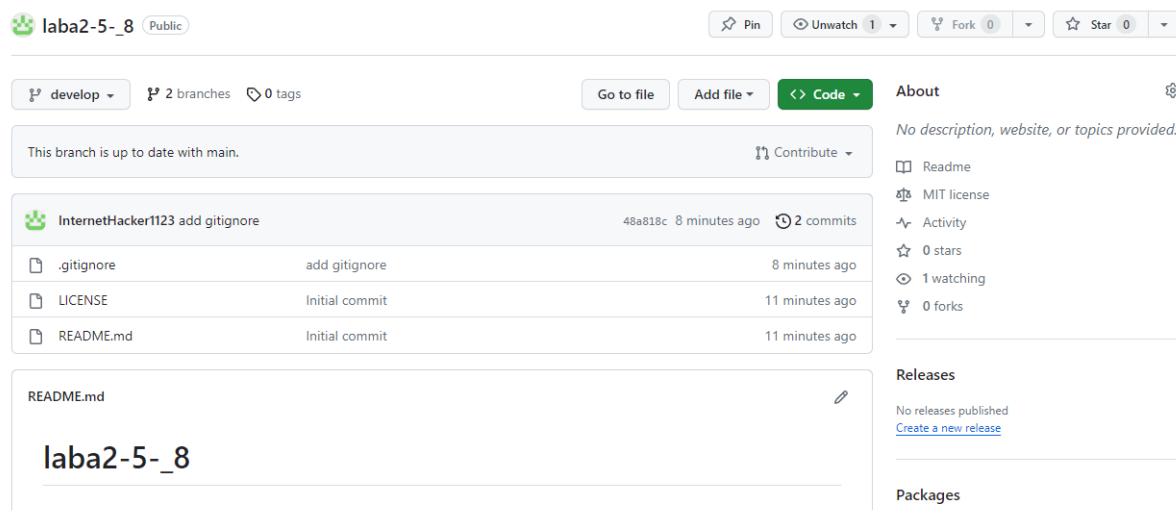 laba2-5-_8 Public Pin Unwatch 1 Fork 0 Star 0
develop 2 branches 0 tags Go to file Add file <> Code
About
No description, website, or topics provided.
This branch is up to date with main. Contribute
Readme
MIT license
Activity
0 stars
1 watching
0 forks
InternetHacker1123 add gitignore 48a818c 8 minutes ago 2 commits
.gitignore add gitignore 8 minutes ago
LICENSE Initial commit 11 minutes ago
README.md Initial commit 11 minutes ago
Releases
No releases published
Create a new release
README.md
laba2-5-_8
Packages